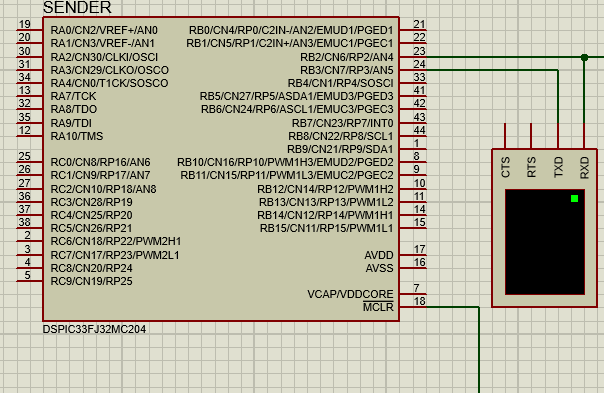 SENDER
19 RA0/CN2/VREF+/AN0 RB0/CN4/RP0/C2IN-/AN2/EMUD1/PGED1 21
20 RA1/CN3/VREF-/AN1 RB1/CN5/RP1/C2IN+/AN3/EMUC1/PGEC1 22
30 RA2/CN30/CLKI/OSCI RB2/CN6/RP2/AN4 23
31 RA3/CN29/CLKO/OSCO RB3/CN7/RP3/AN5 24
34 RA4/CN0/T1CK/SOSCO RB4/CN1/RP4/SOSCI 33
13 RA7/TCK RB5/CN27/RP5/ASDA1/EMUD3/PGED3 41
32 RA8/TDO RB6/CN24/RP6/ASCL1/EMUC3/PGEC3 42
35 RA9/TDI RB7/CN23/RP7/INT0 43
12 RA10/TMS RB8/CN22/RP8/SCL1 44
RB9/CN21/RP9/SDA1 1
25 RC0/CN8/RP16/AN6 RB10/CN16/RP10/PWM1H3/EMUD2/PGED2 8
26 RC1/CN9/RP17/AN7 RB11/CN15/RP11/PWM1L3/EMUC2/PGEC2 9
27 RC2/CN10/RP18/AN8 RB12/CN14/RP12/PWM1H2 10
36 RC3/CN28/RP19 RB13/CN13/RP13/PWM1L2 11
37 RC4/CN25/RP20 RB14/CN12/RP14/PWM1H1 14
38 RC5/CN26/RP21 RB15/CN11/RP15/PWM1L1 15
2 RC6/CN18/RP22/PWM2H1
3 RC7/CN17/RP23/PWM2L1 AVDD 17
4 RC8/CN20/RP24 AVSS 16
5 RC9/CN19/RP25
VCAP/VDDCORE 7
MCLR 18
DSPIC33FJ32MC204
CTS
RTS
TXD
RXD